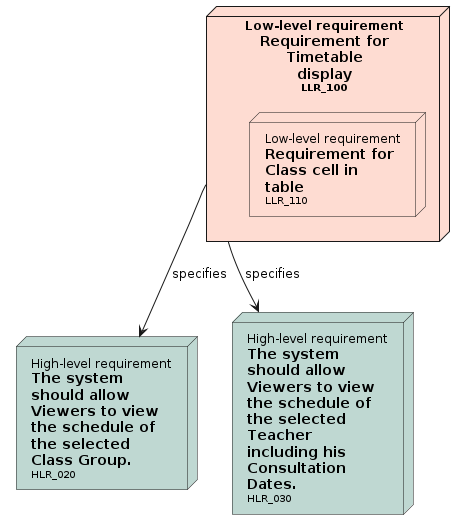 Low-level requirement
Requirement for
Timetable
display
LLR_100
Low-level requirement
Requirement for
Class cell in
table
LLR_110
specifies
specifies
High-level requirement
The system
should allow
Viewers to view
the schedule of
the selected
Class Group.
HLR_020
High-level requirement
The system
should allow
Viewers to view
the schedule of
the selected
Teacher
including his
Consultation
Dates.
HLR_030